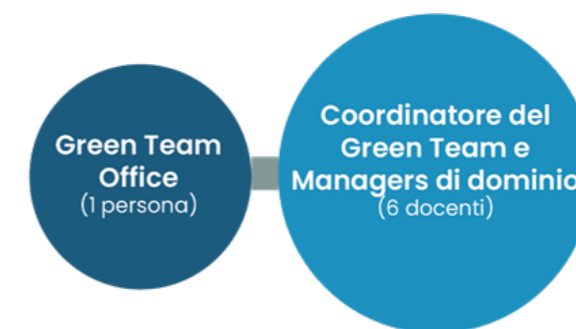 Green Team
Office
(1 persona)
Coordinatore del
Green Team e
Managers di dominio
(6 docenti)